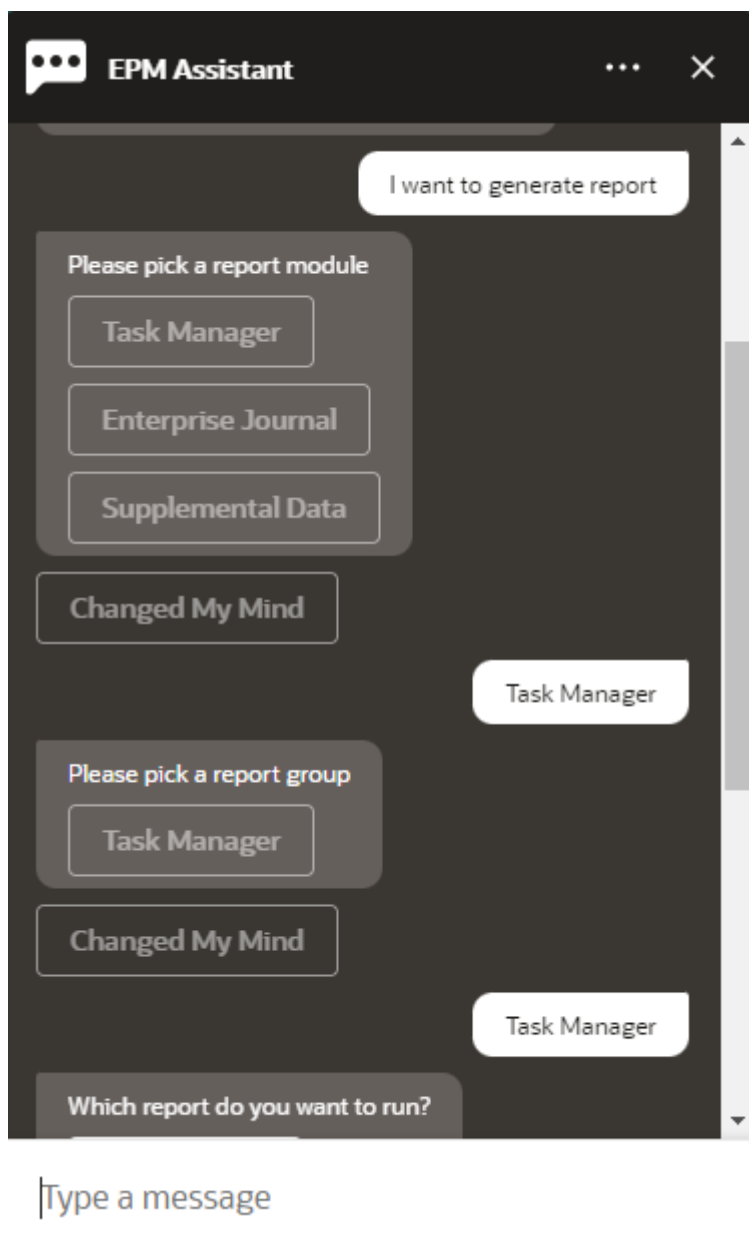 EPM Assistant
I want to generate report
Please pick a report module
Task Manager
Enterprise Journal
Supplemental Data
Changed My Mind
Task Manager
Please pick a report group
Task Manager
Changed My Mind
Task Manager
Which report do you want to run?
Type a message